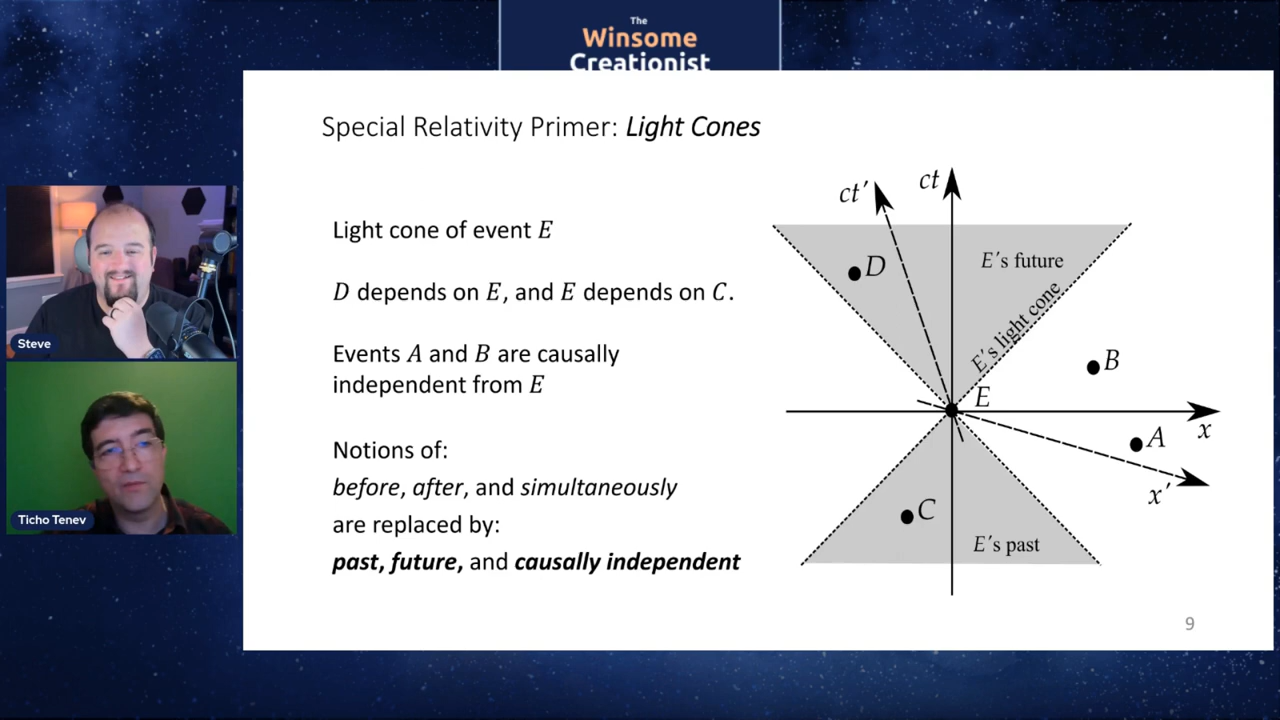 The
Winsome
Creationist
Special Relativity Primer: Light Cones
Light cone of event E
D depends on E, and E depends on C.
Events A and B are causally
independent from E
Notions of:
before, after, and simultaneously
are replaced by:
past, future, and causally independent
ct′
ct
D
E′s future
E′s light cone
B
E
A
x
x′
C
E′s past
9
Steve
Ticho Tenev